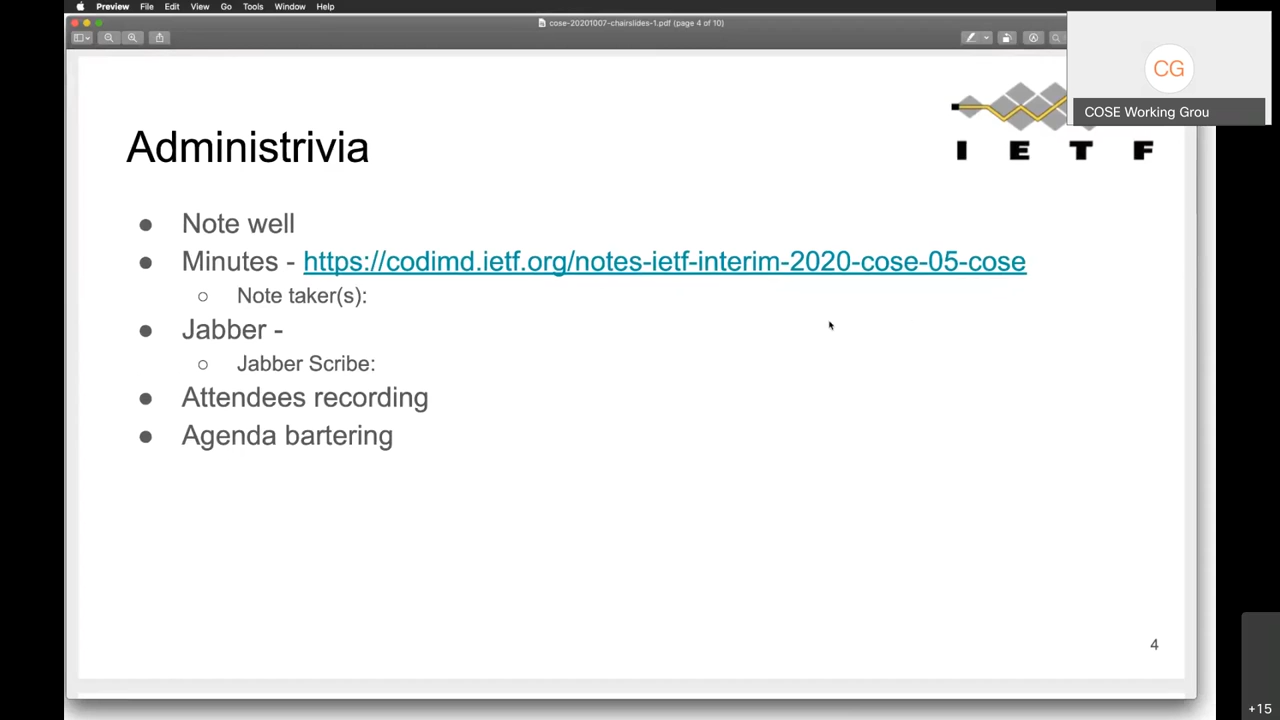 Preview File Edit View Go Tools Window Help
cose-20201007-chairslides-1.pdf (page 4 of 10)
CG
COSE Working Grou
I E T F
Administrivia
● Note well
● Minutes - https://codimd.ietf.org/notes-ietf-interim-2020-cose-05-cose
○ Note taker(s):
● Jabber -
○ Jabber Scribe:
● Attendees recording
● Agenda bartering
4
+15